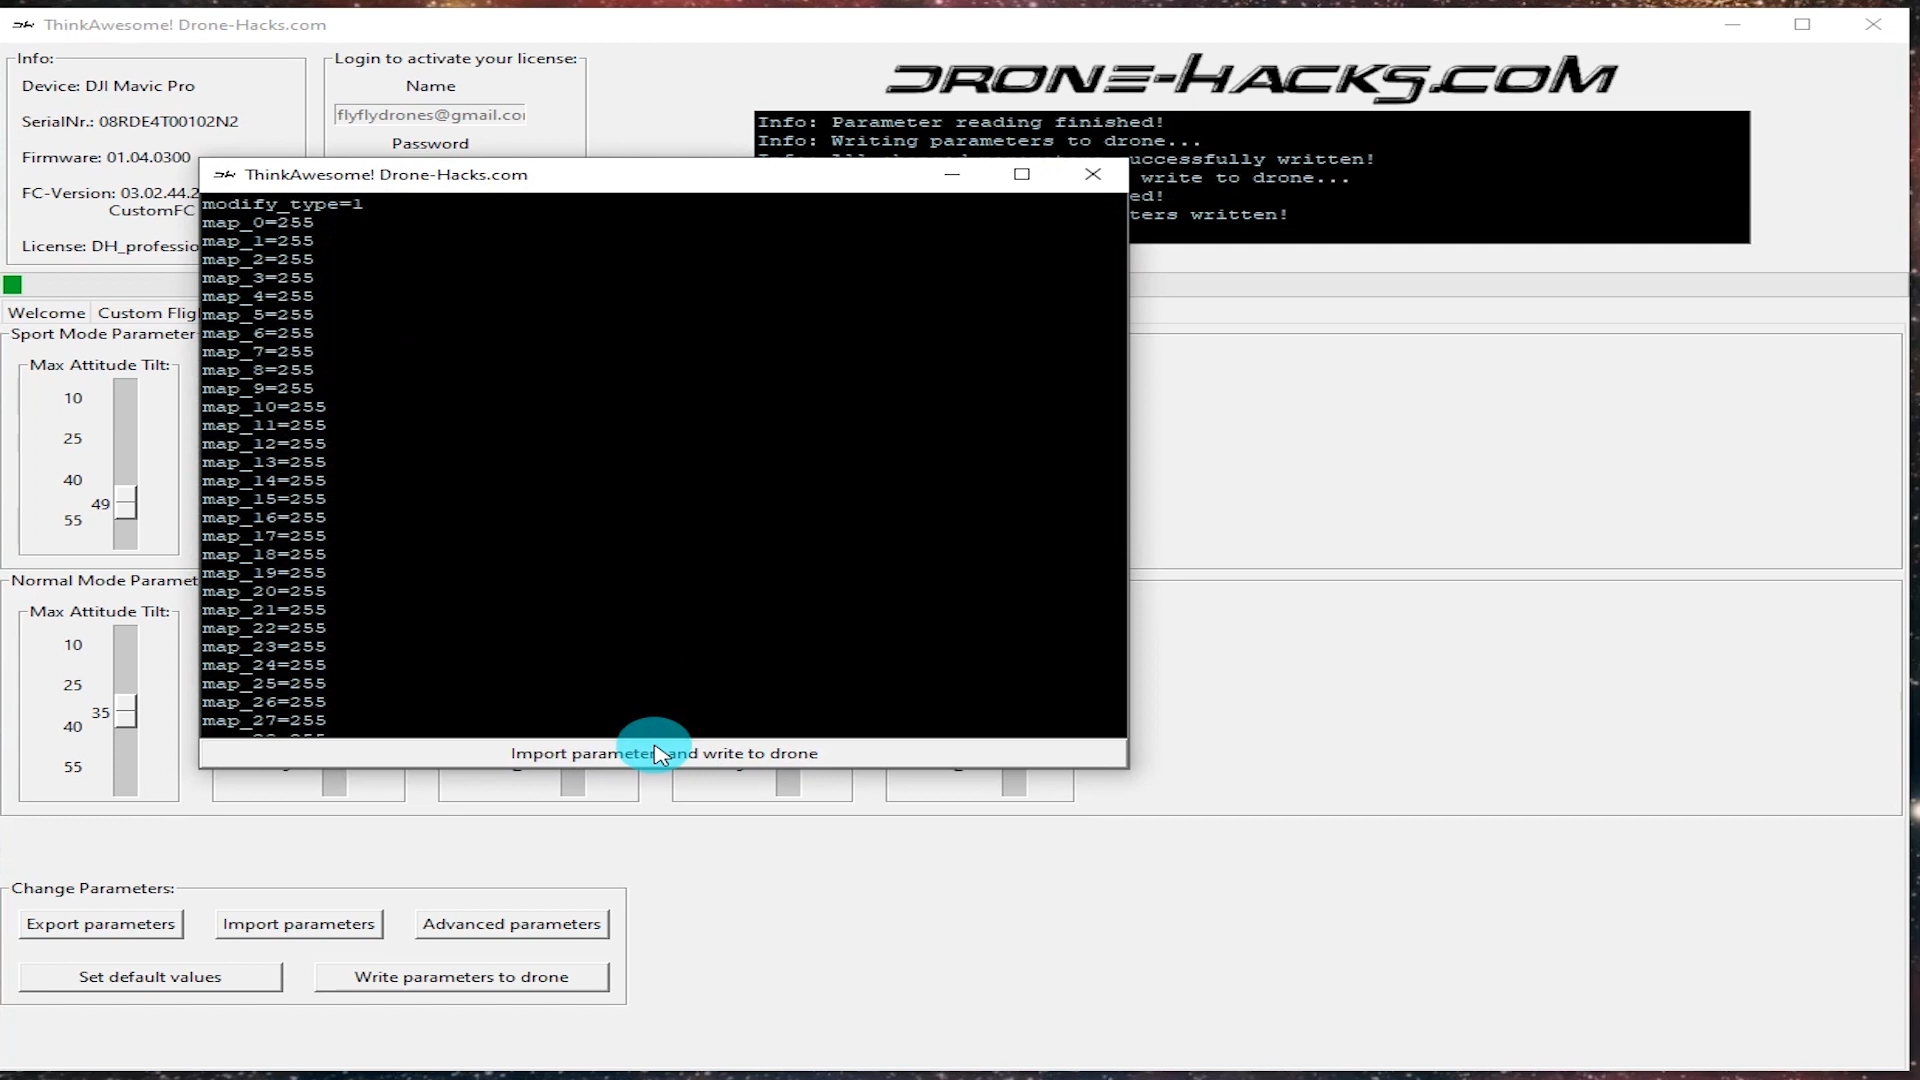 ThinkAwesome! Drone-Hacks.com
Info:
Device: DJI Mavic Pro
SerialNr.: 08RDE4T00102N2
Firmware: 01.04.0300
FC-Version: 03.02.44.2
CustomFC
License: DH_professio
Login to activate your license:
Name
flyflydrones@gmail.co
Password
DRONE-HACKS.COM
Info: Parameter reading finished!
Info: Writing parameters to drone...
uccessfully written!
write to drone...
ed!
ters written!
ThinkAwesome! Drone-Hacks.com
modify_type=1
map_0=255
map_1=255
map_2=255
map_3=255
map_4=255
map_5=255
map_6=255
map_7=255
map_8=255
map_9=255
map_10=255
map_11=255
map_12=255
map_13=255
map_14=255
map_15=255
map_16=255
map_17=255
map_18=255
map_19=255
map_20=255
map_21=255
map_22=255
map_23=255
map_24=255
map_25=255
map_26=255
map_27=255
Import parameters and write to drone
Welcome
Custom Flig
Sport Mode Parameter
Max Attitude Tilt:
10
25
40
49
55
Normal Mode Paramet
Max Attitude Tilt:
10
25
35
40
55
Change Parameters:
Export parameters
Import parameters
Advanced parameters
Set default values
Write parameters to drone